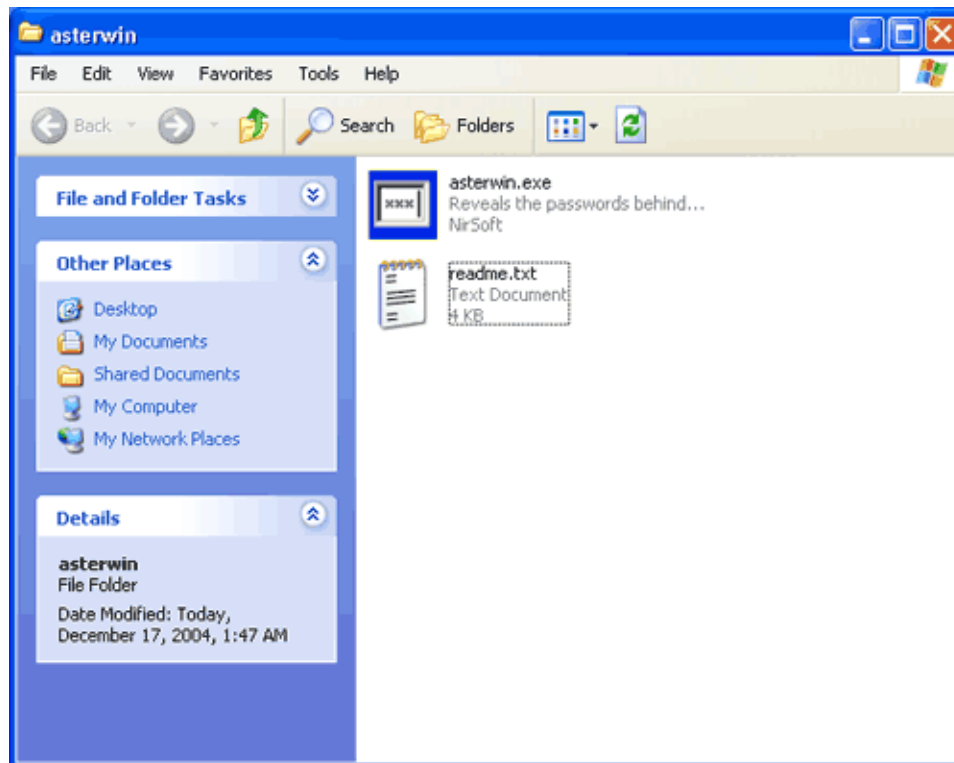 asterwin
File Edit View Favorites Tools Help
Back Search Folders
File and Folder Tasks
Other Places
Desktop
My Documents
Shared Documents
My Computer
My Network Places
Details
asterwin
File Folder
Date Modified: Today,
December 17, 2004, 1:47 AM
xxx
asterwin.exe
Reveals the passwords behind...
NirSoft
readme.txt
Text Document
4 KB